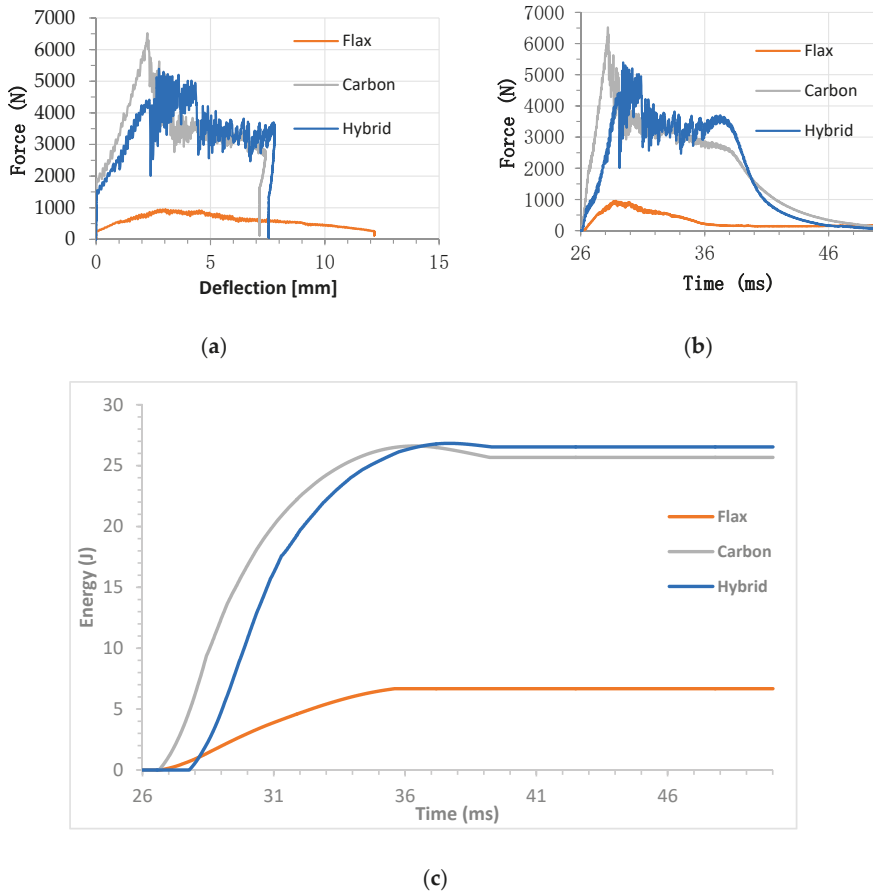 7000
6000
5000
4000
3000
2000
1000
0
Force (N)
Flax
Carbon
Hybrid
0
5
10
15
Deflection [mm]
(a)
7000
6000
5000
4000
3000
2000
1000
0
Force (N)
Flax
Carbon
Hybrid
26
36
46
Time (ms)
(b)
30
25
20
15
10
5
0
Energy (J)
Flax
Carbon
Hybrid
26
31
36
41
46
Time (ms)
(c)